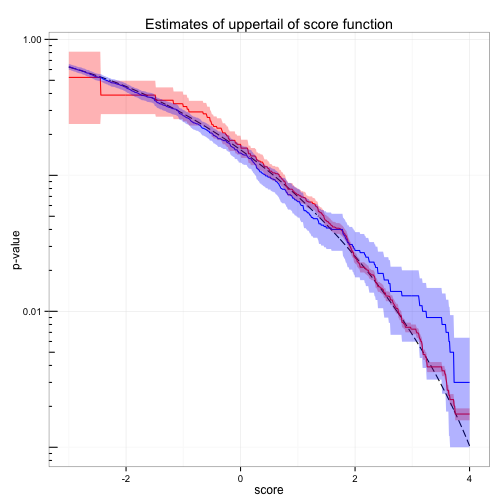 Estimates of uppertail of score function
1.00
0.01
p-value
-2
0
2
4
score